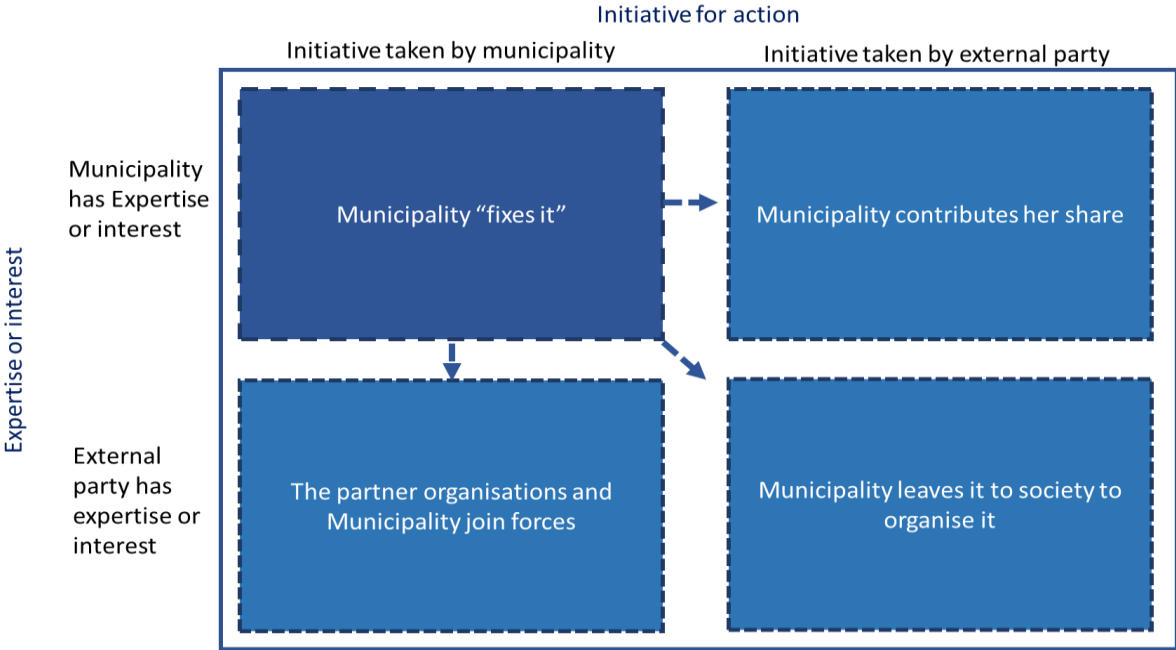 Initiative for action
Initiative taken by municipality
Initiative taken by external party
Expertise or interest
Municipality
has Expertise
or interest
Municipality “fixes it”
Municipality contributes her share
External
party has
expertise or
interest
The partner organisations and
Municipality join forces
Municipality leaves it to society to
organise it